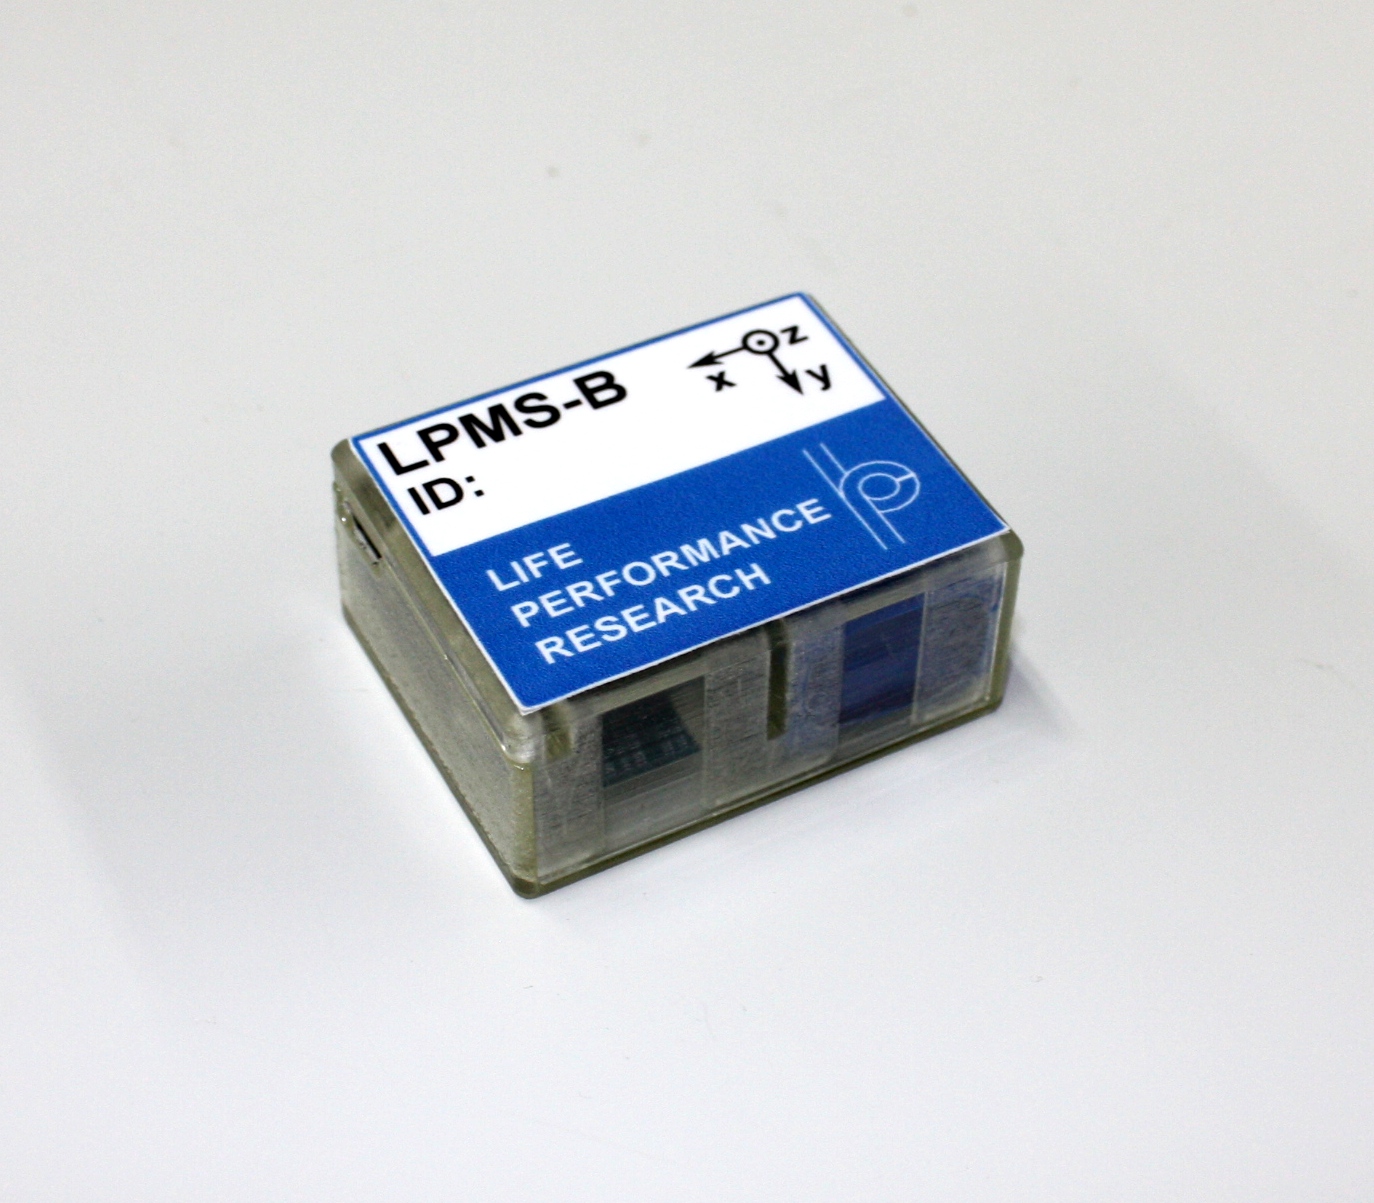 LPMS-B
ID:
z
x
y
LIFE
PERFORMANCE
RESEARCH